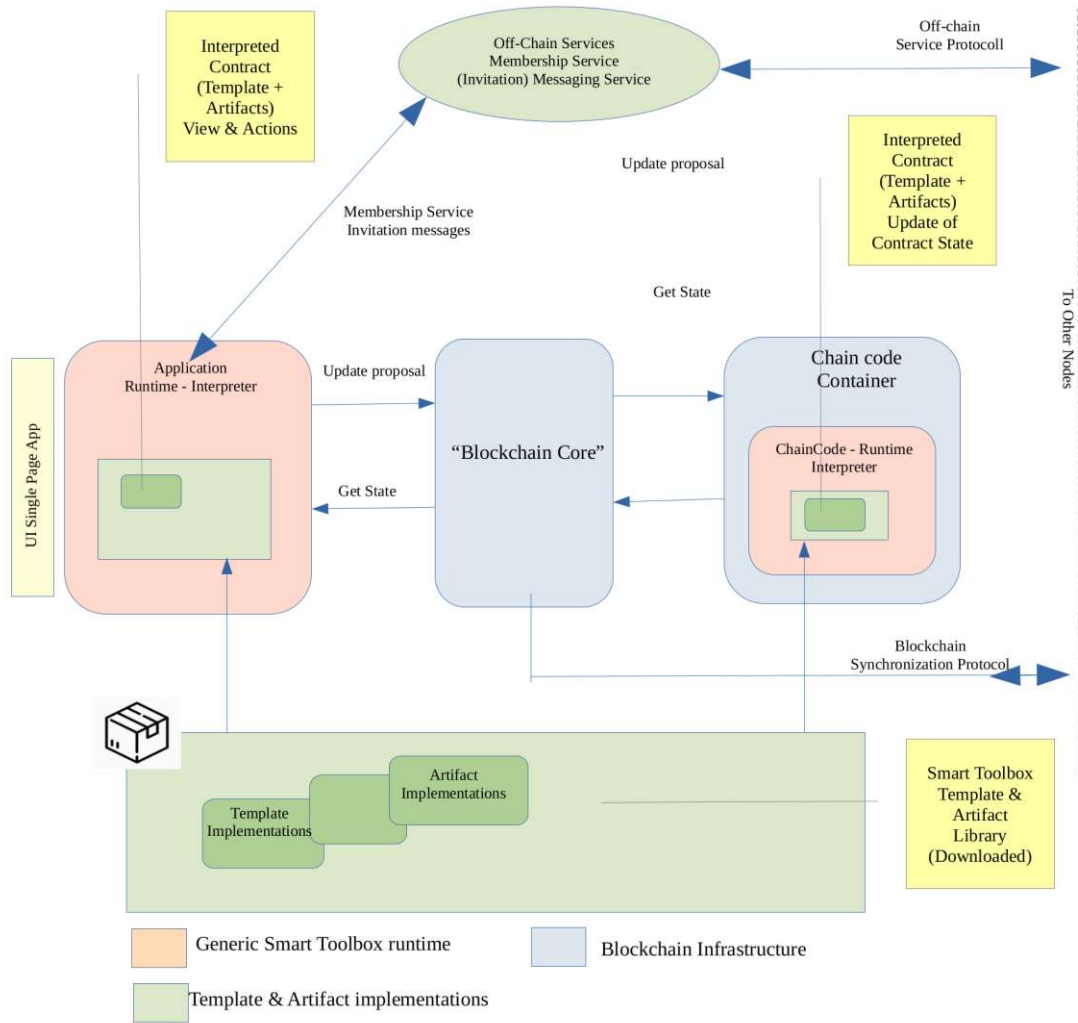 Interpreted
Contract
(Template +
Artifacts)
View & Actions
Off-Chain Services
Membership Service
(Invitation) Messaging Service
Off-chain
Service Protocoll
Interpreted
Contract
(Template +
Artifacts)
Update of
Contract State
Update proposal
Membership Service
Invitation messages
Get State
To Other Nodes
UI Single Page App
Application
Runtime - Interpreter
Update proposal
Get State
“Blockchain Core”
Chain code
Container
ChainCode - Runtime
Interpreter
Blockchain
Synchronization Protocol
Template
Implementations
Artifact
Implementations
Smart Toolbox
Template &
Artifact
Library
(Downloaded)
Generic Smart Toolbox runtime
Blockchain Infrastructure
Template & Artifact implementations